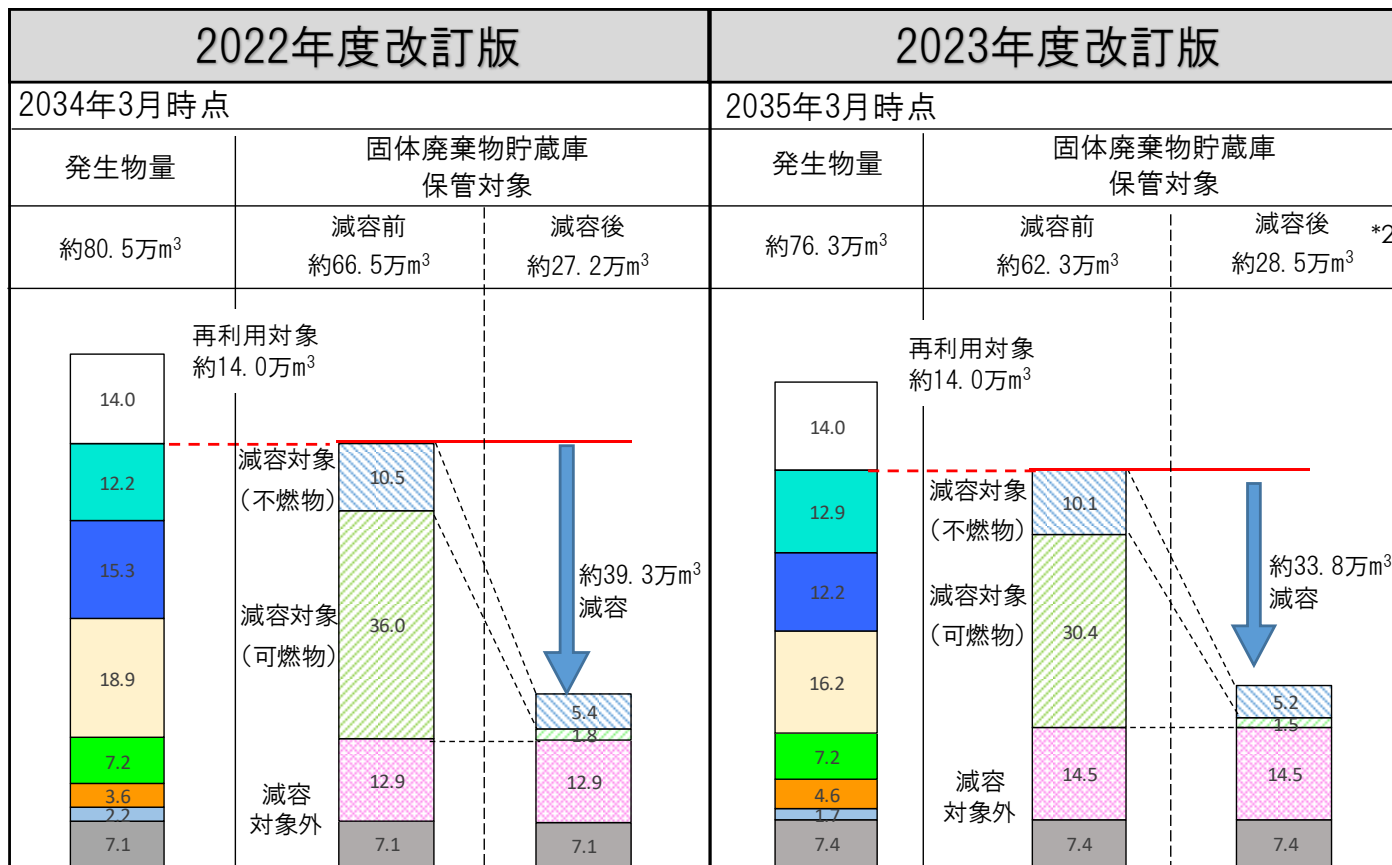 2022年度改訂版
2034年3月時点
発生物量
固体廃棄物貯蔵庫
保管対象
約80.5万m³
減容前
約66.5万m³
減容後
約27.2万m³
再利用対象
約14.0万m³
14.0
12.2
15.3
18.9
7.2
3.6
2.2
7.1
減容対象
（不燃物）
減容対象
（可燃物）
減容
対象外
10.5
36.0
12.9
7.1
約39.3万m³
減容
5.4
1.8
12.9
7.1
2023年度改訂版
2035年3月時点
発生物量
固体廃棄物貯蔵庫
保管対象
約76.3万m³
減容前
約62.3万m³
減容後
約28.5万m³
*2
再利用対象
約14.0万m³
14.0
12.9
12.2
16.2
7.2
4.6
1.7
7.4
減容対象
（不燃物）
減容対象
（可燃物）
減容
対象外
10.1
30.4
14.5
7.4
約33.8万m³
減容
5.2
1.5
14.5
7.4